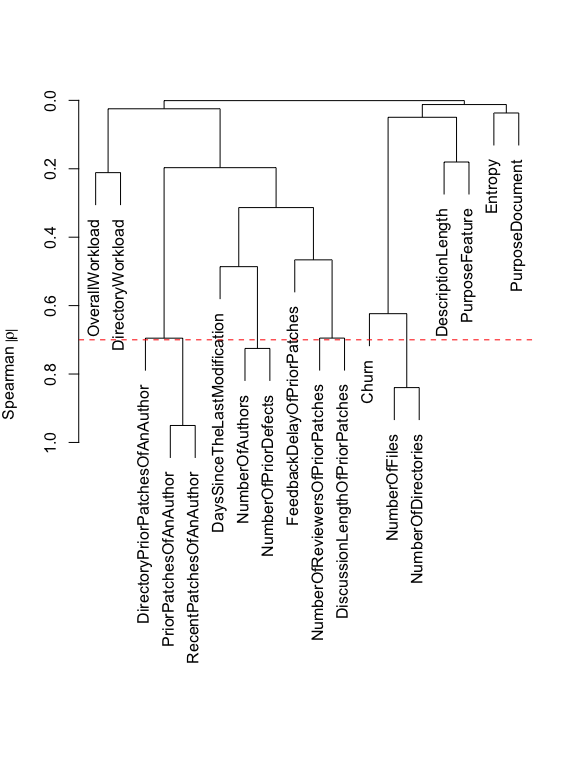 Spearman |ρ|
0.0
0.2
0.4
0.6
0.8
1.0
OverallWorkload
DirectoryWorkload
DirectoryPriorPatchesOfAnAuthor
PriorPatchesOfAnAuthor
RecentPatchesOfAnAuthor
DaysSinceTheLastModification
NumberOfAuthors
NumberOfPriorDefects
FeedbackDelayOfPriorPatches
NumberOfReviewersOfPriorPatches
DiscussionLengthOfPriorPatches
Churn
NumberOfFiles
NumberOfDirectories
DescriptionLength
PurposeFeature
Entropy
PurposeDocument